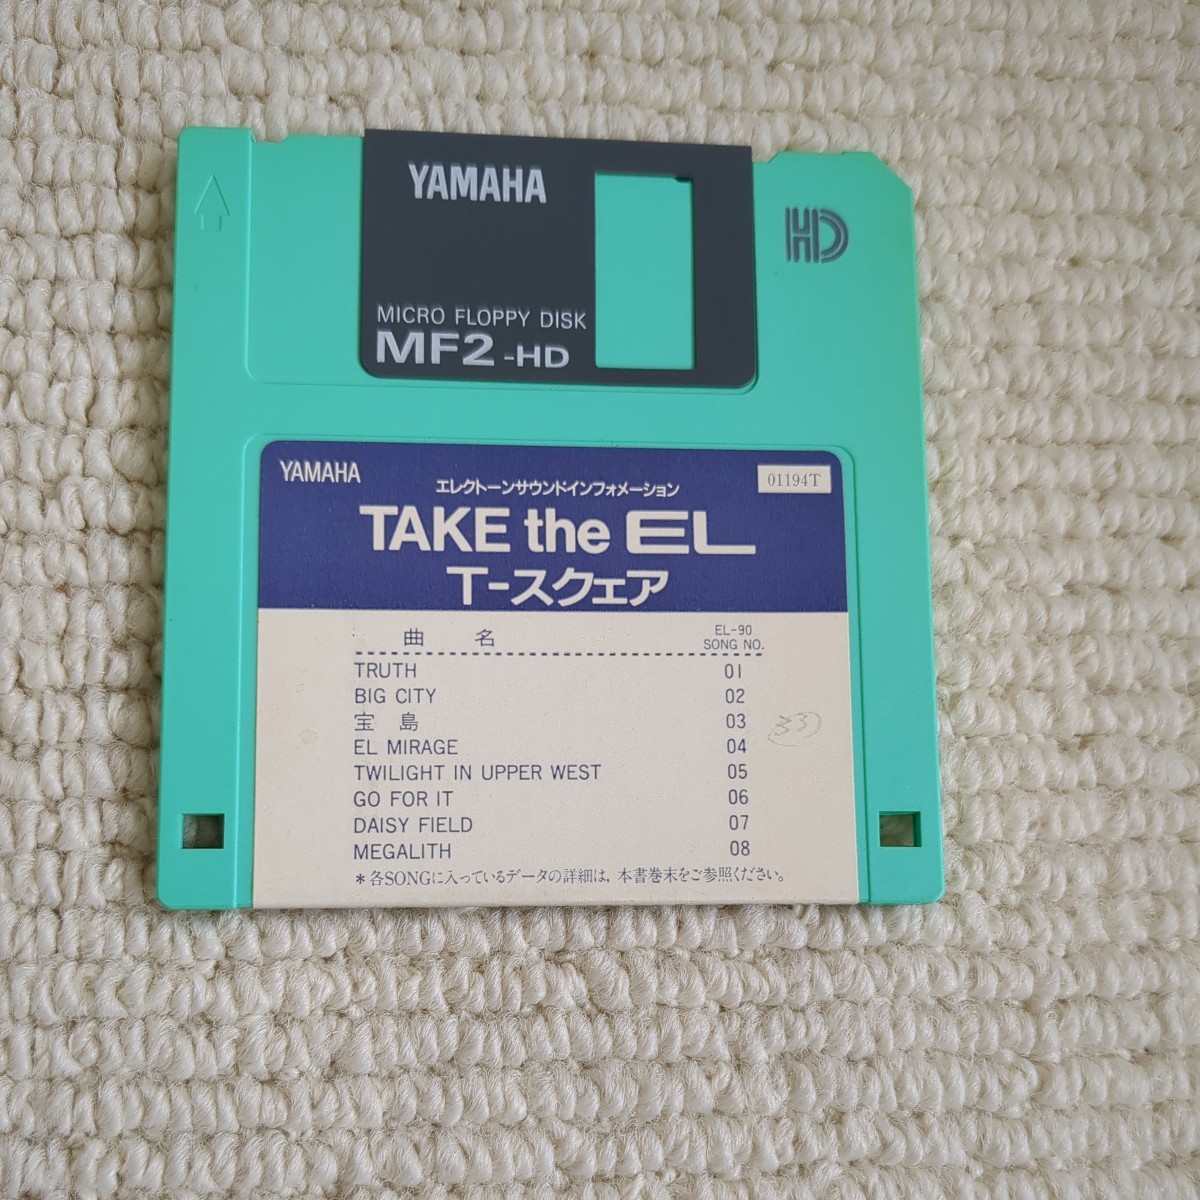 YAMAHA
HD
MICRO FLOPPY DISK
MF2-HD
YAMAHA
01194T
エレクトーンサウンドインフォメーション
TAKE the EL
T-スクェア
曲 名 EL-90 SONG NO.
TRUTH 01
BIG CITY 02
宝 島 03
EL MIRAGE 04
TWILIGHT IN UPPER WEST 05
GO FOR IT 06
DAISY FIELD 07
MEGALITH 08
*各SONGに入っているデータの詳細は,本書巻末をご参照ください。